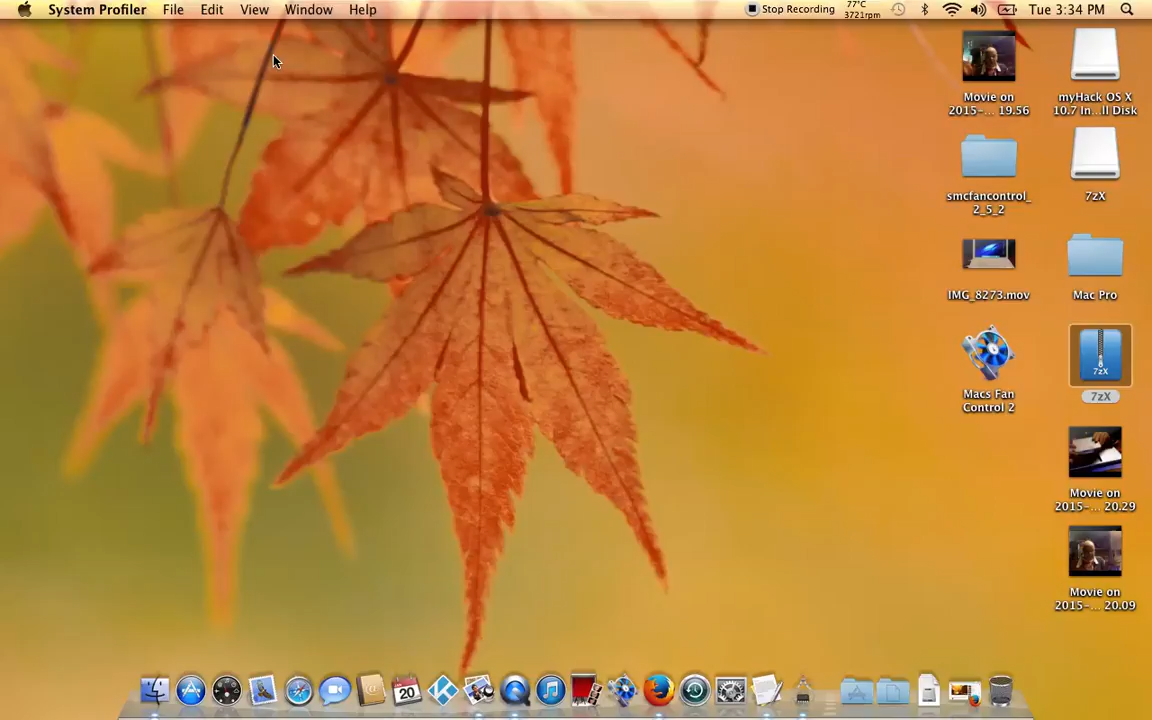 System Profiler File Edit View Window Help Stop Recording 77°C 3721rpm Tue 3:34 PM
Movie on 2015-... 19.56
myHack OS X 10.7 In...ll Disk
smcfancontrol_2_5_2
7zX
IMG_8273.mov
Mac Pro
Macs Fan Control 2
7zX
7zX
Movie on 2015-... 20.29
Movie on 2015-... 20.09
20